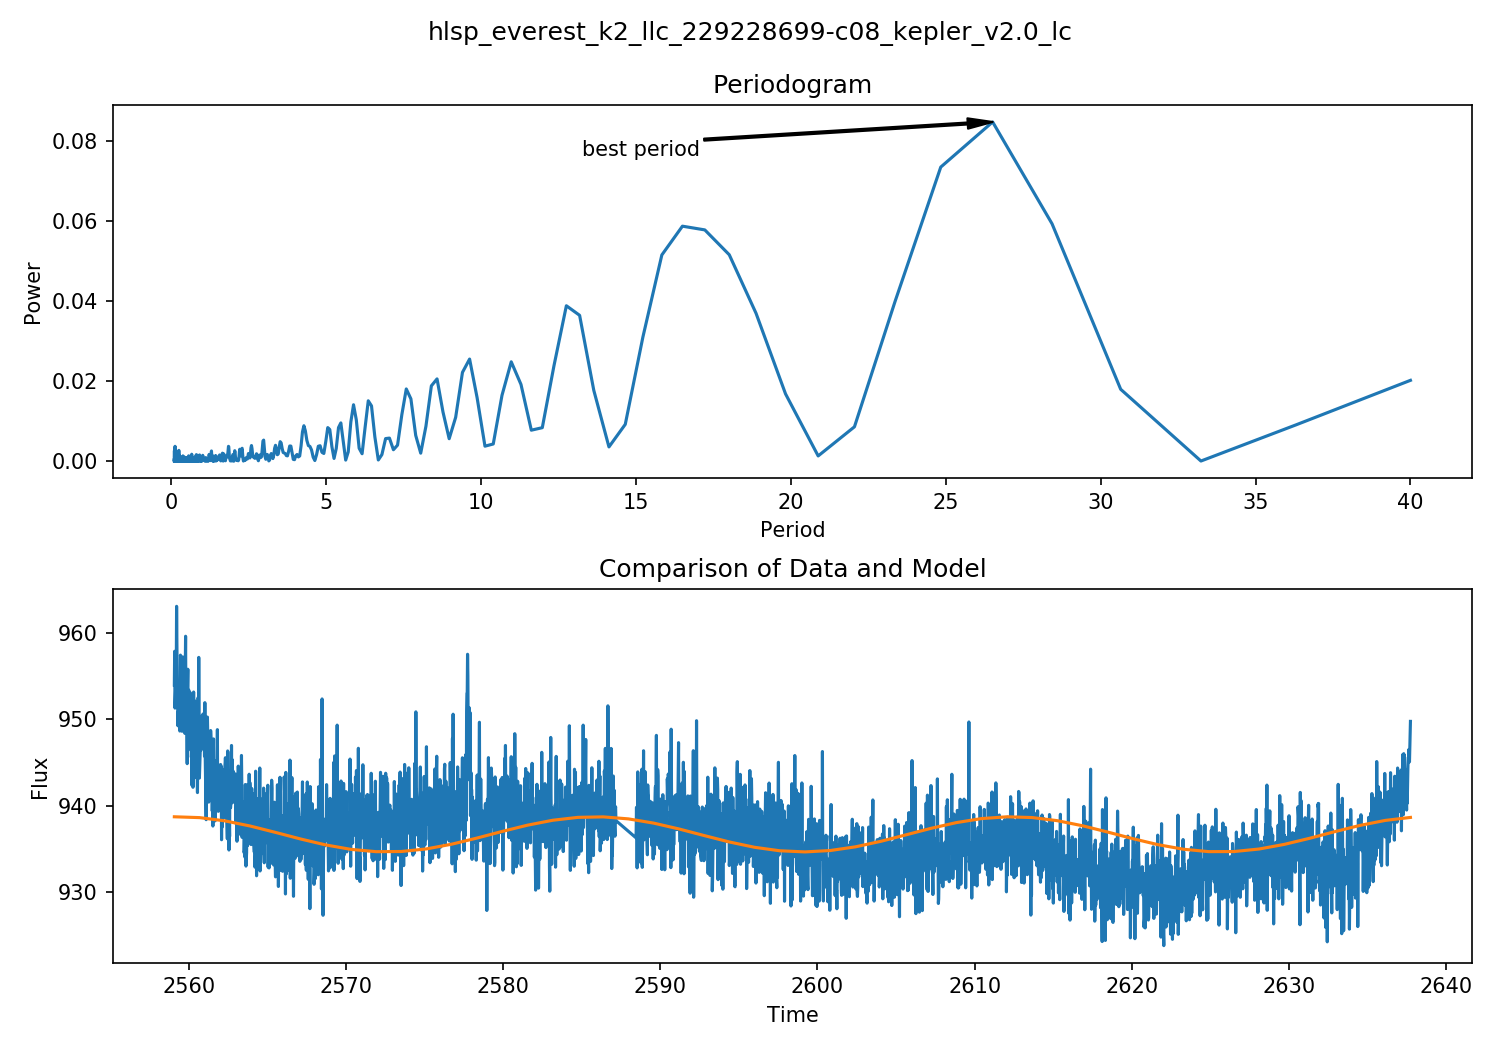 hlsp_everest_k2_llc_229228699-c08_kepler_v2.0_lc
Periodogram
0.08
0.06
0.04
0.02
0.00
Power
best period
0 5 10 15 20 25 30 35 40
Period
Comparison of Data and Model
960
950
940
930
Flux
2560 2570 2580 2590 2600 2610 2620 2630 2640
Time